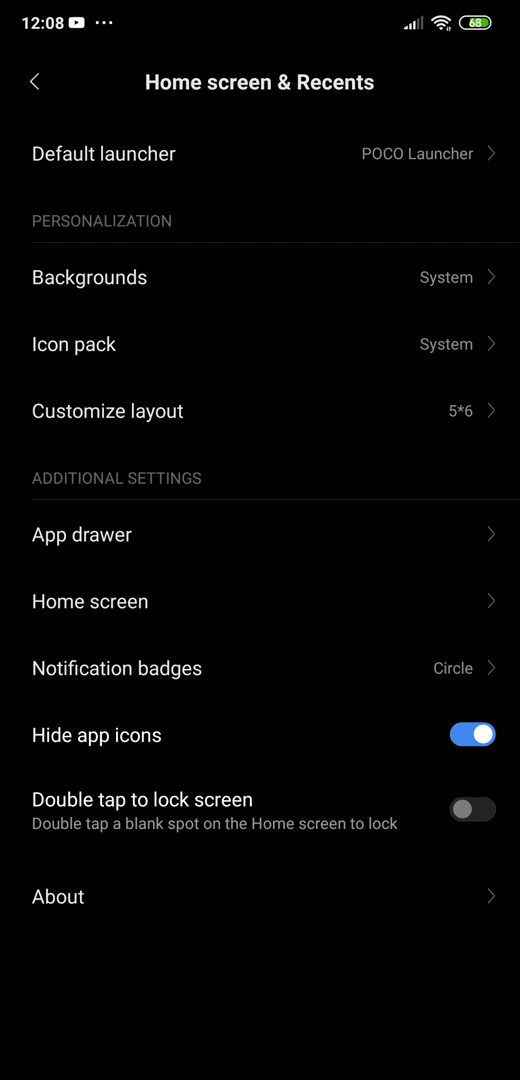 12:08
68
Home screen & Recents
Default launcher POCO Launcher
PERSONALIZATION
Backgrounds System
Icon pack System
Customize layout 5*6
ADDITIONAL SETTINGS
App drawer
Home screen
Notification badges Circle
Hide app icons
Double tap to lock screen
Double tap a blank spot on the Home screen to lock
About